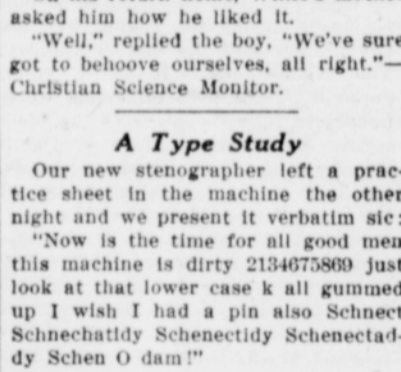 asked him how he liked it.
"Well," replied the boy, "We've sure
got to behoove ourselves, all right."—
Christian Science Monitor.
A Type Study
Our new stenographer left a prac-
tice sheet in the machine the other
night and we present it verbatim sic:
"Now is the time for all good men
this machine is dirty 2134675869 just
look at that lower case k all gummed
up I wish I had a pin also Schnect
Schnechatidy Schenectidy Schenectad-
dy Schen O dam!"